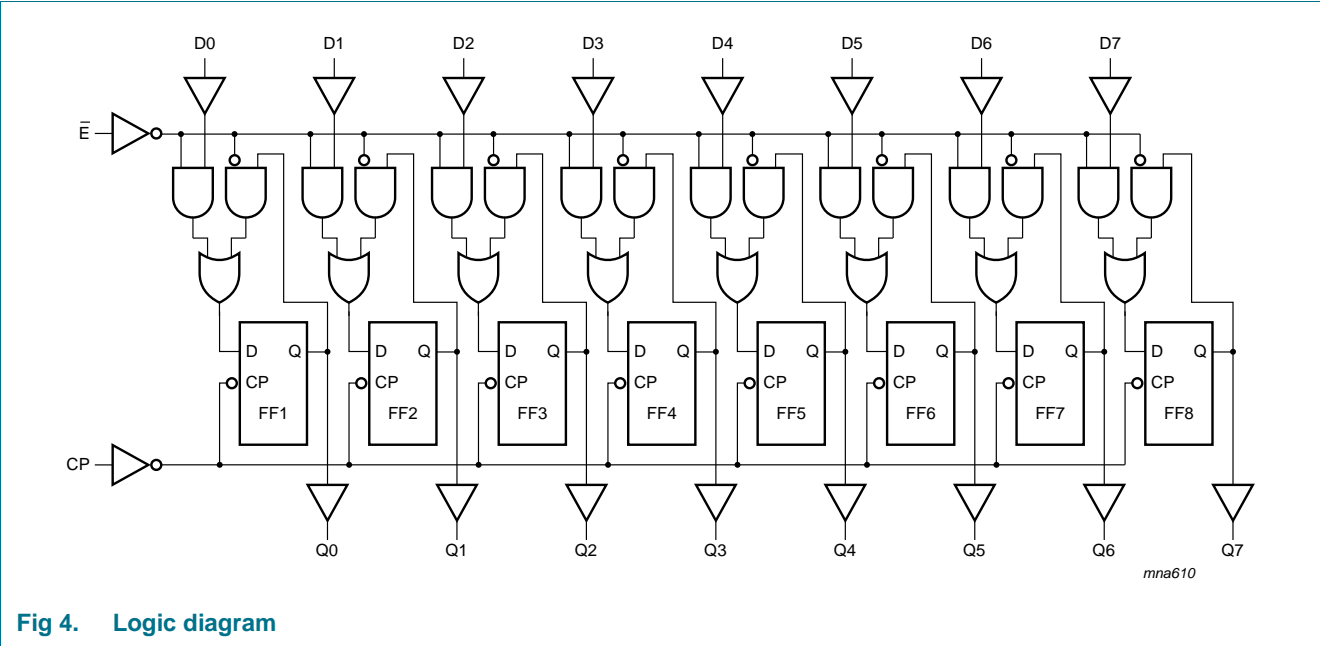 D0 D1 D2 D3 D4 D5 D6 D7
E̅
D Q D Q D Q D Q D Q D Q D Q D Q
CP CP CP CP CP CP CP CP
FF1 FF2 FF3 FF4 FF5 FF6 FF7 FF8
CP
Q0 Q1 Q2 Q3 Q4 Q5 Q6 Q7
mna610
Fig 4. Logic diagram